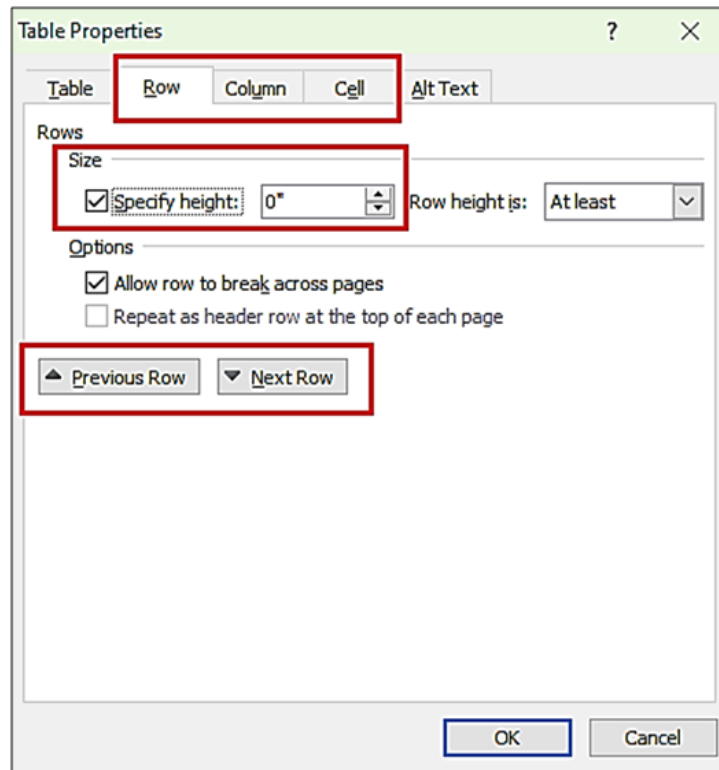 Table Properties ?
Table Row Column Cell Alt Text
Rows
Size
Specify height: 0" Row height is: At least
Options
Allow row to break across pages
Repeat as header row at the top of each page
Previous Row Next Row
OK Cancel